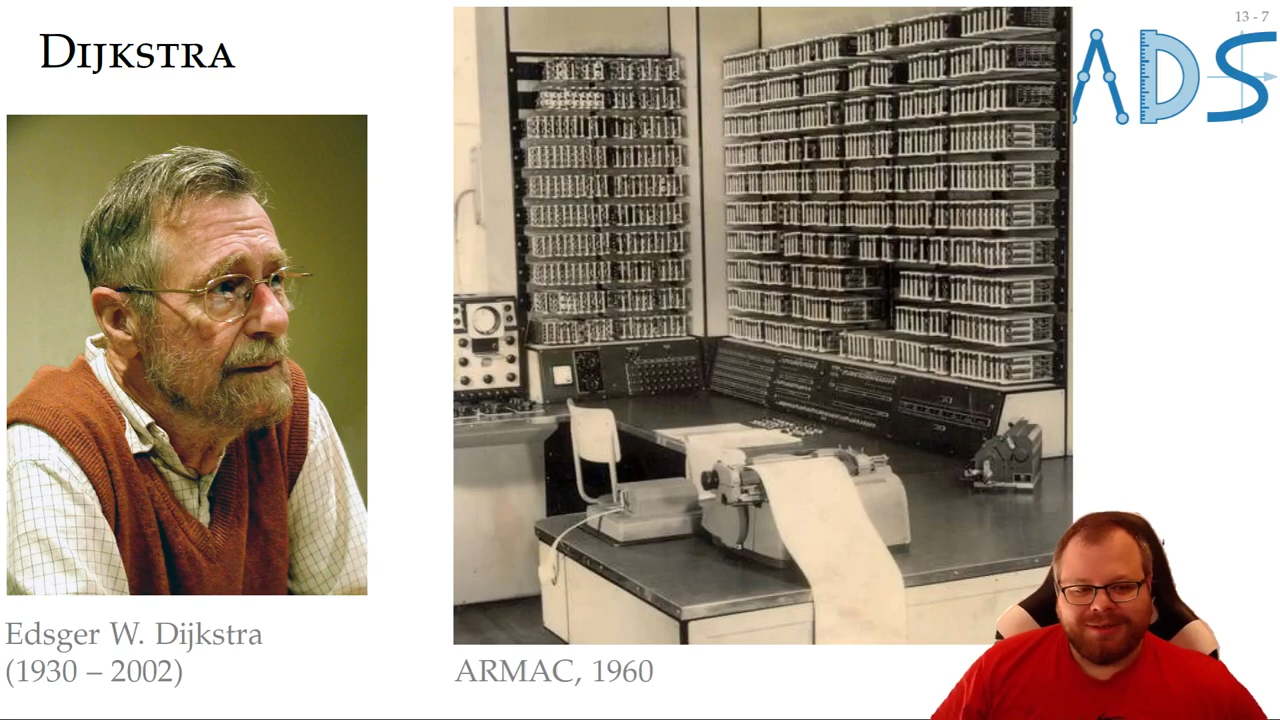 DIJKSTRA
13 - 7
ADS
Edsger W. Dijkstra
(1930 – 2002)
ARMAC, 1960